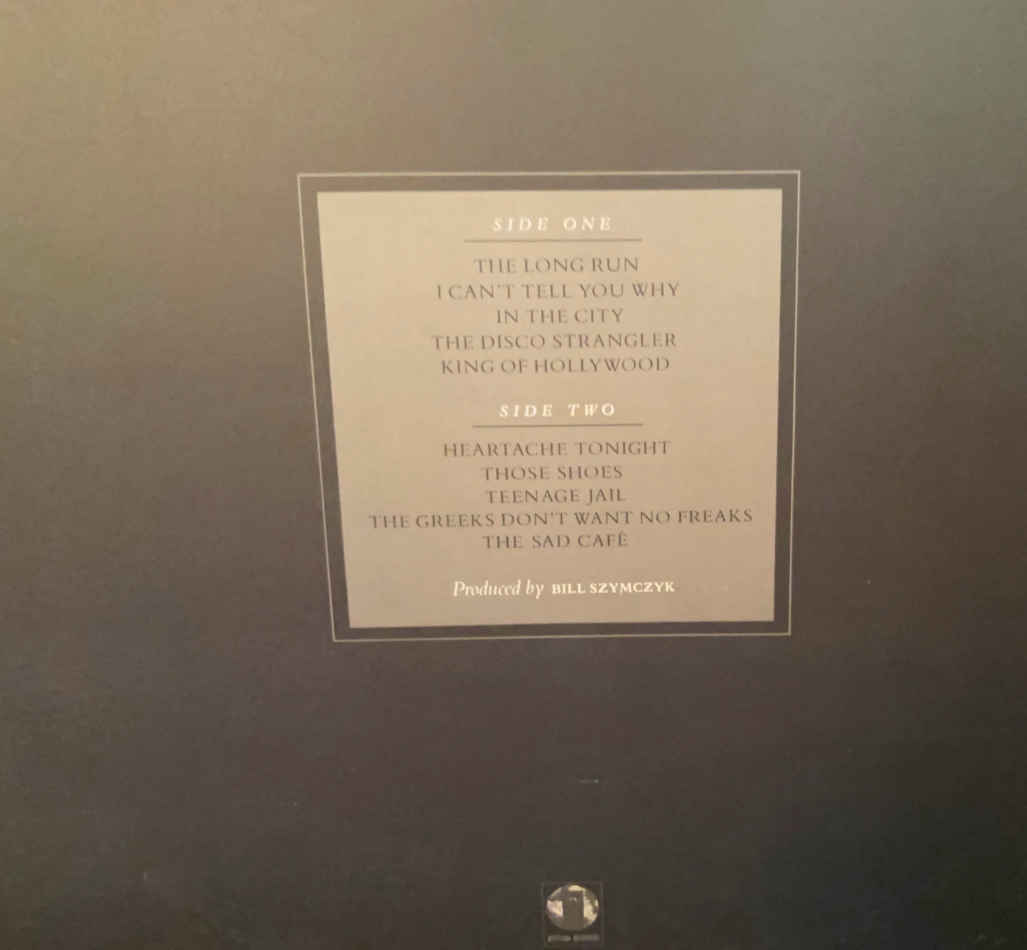 SIDE ONE
THE LONG RUN
I CAN'T TELL YOU WHY
IN THE CITY
THE DISCO STRANGLER
KING OF HOLLYWOOD
SIDE TWO
HEARTACHE TONIGHT
THOSE SHOES
TEENAGE JAIL
THE GREEKS DON'T WANT NO FREAKS
THE SAD CAFÉ
Produced by BILL SZYMCZYK